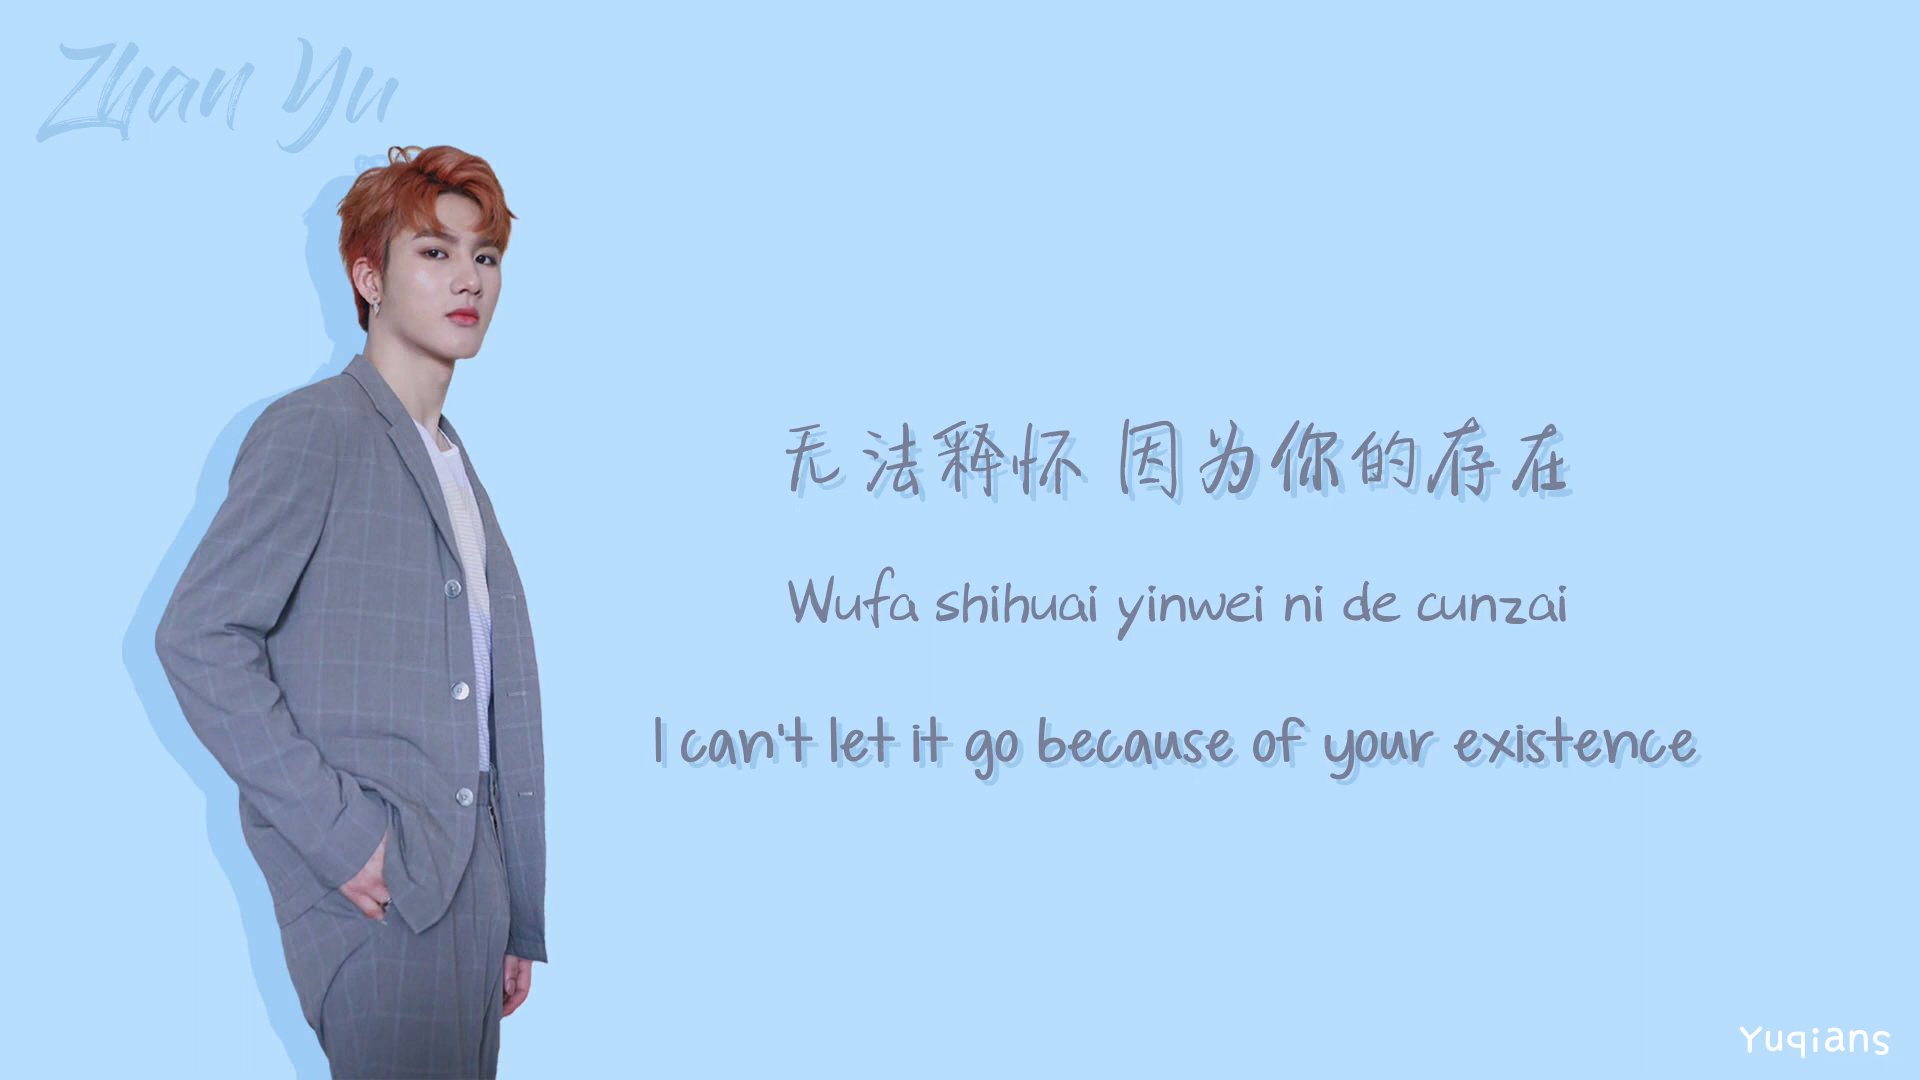 Zhan Yu
无法释怀 因为你的存在
Wufa shihuai yinwei ni de cunzai
I can't let it go because of your existence
Yuqians